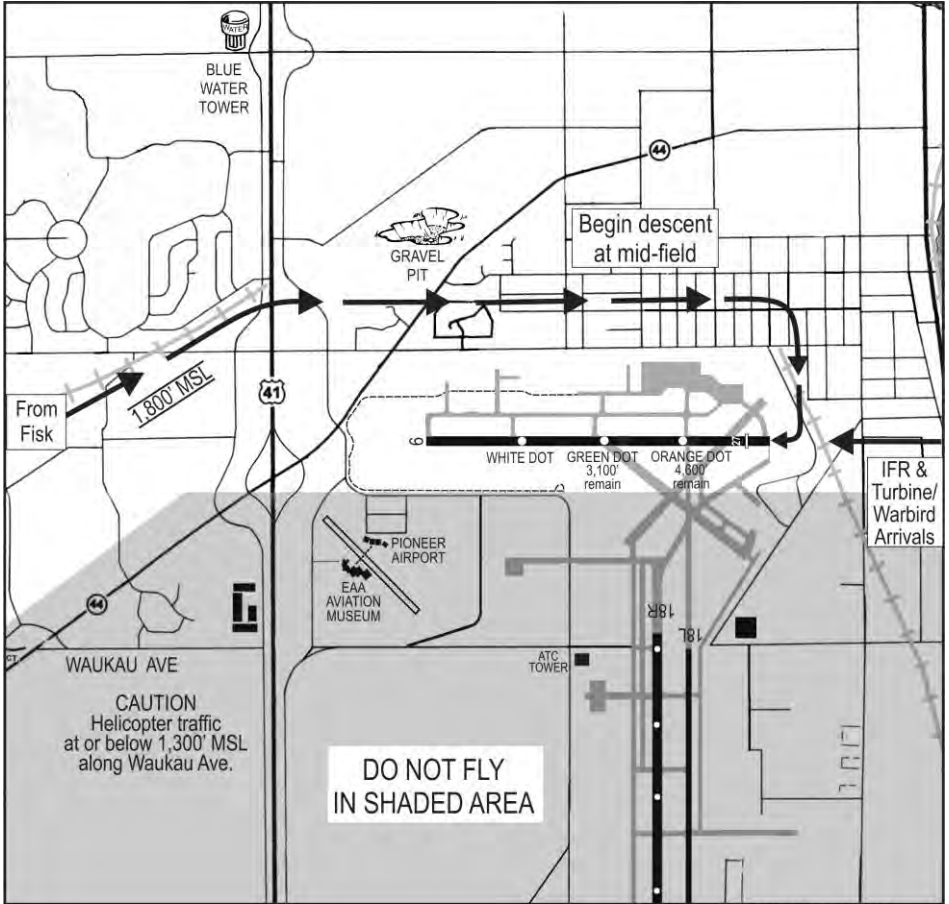 WATER
BLUE
WATER
TOWER
44
GRAVEL
PIT
Begin descent
at mid-field
From
Fisk
1,800' MSL
41
9
27
WHITE DOT
GREEN DOT
3,100'
remain
ORANGE DOT
4,600'
remain
IFR &
Turbine/
Warbird
Arrivals
PIONEER
AIRPORT
EAA
AVIATION
MUSEUM
44
18R
18L
CT
WAUKAU AVE
ATC
TOWER
CAUTION
Helicopter traffic
at or below 1,300' MSL
along Waukau Ave.
DO NOT FLY
IN SHADED AREA